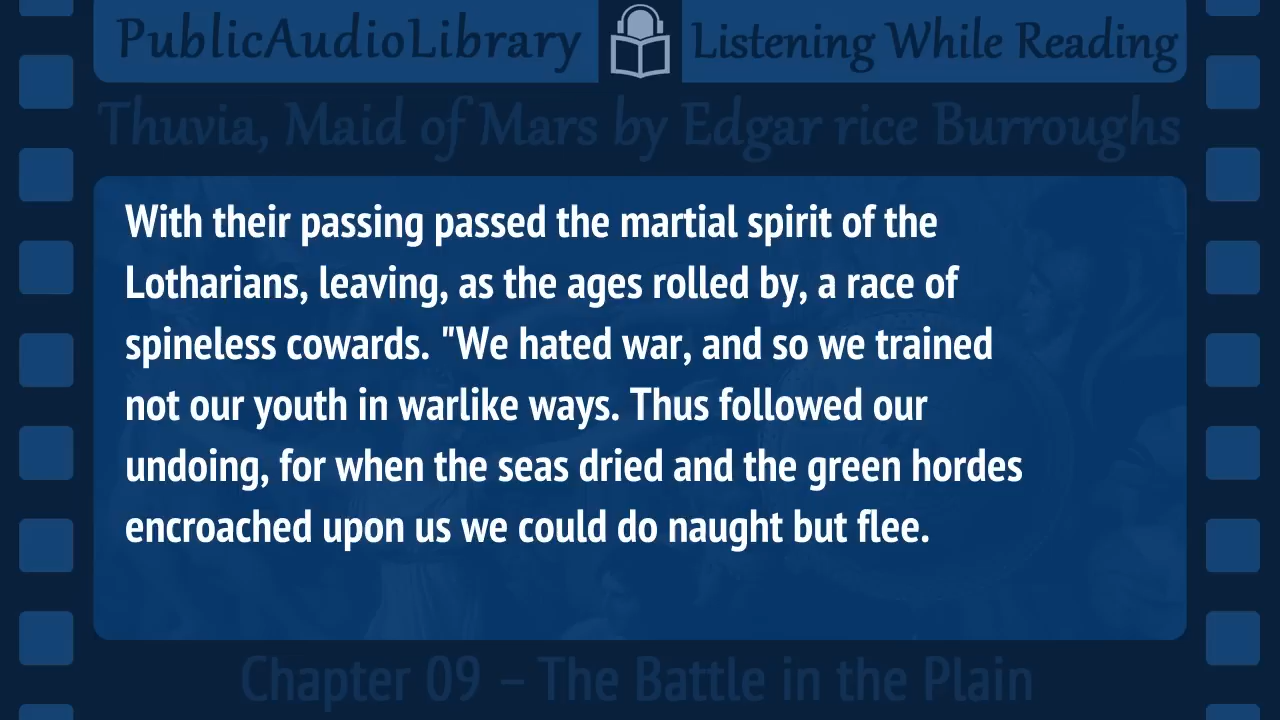 PublicAudioLibrary Listening While Reading
Thuvia, Maid of Mars by Edgar rice Burroughs
With their passing passed the martial spirit of the
Lotharians, leaving, as the ages rolled by, a race of
spineless cowards. "We hated war, and so we trained
not our youth in warlike ways. Thus followed our
undoing, for when the seas dried and the green hordes
encroached upon us we could do naught but flee.
Chapter 09 – The Battle in the Plain